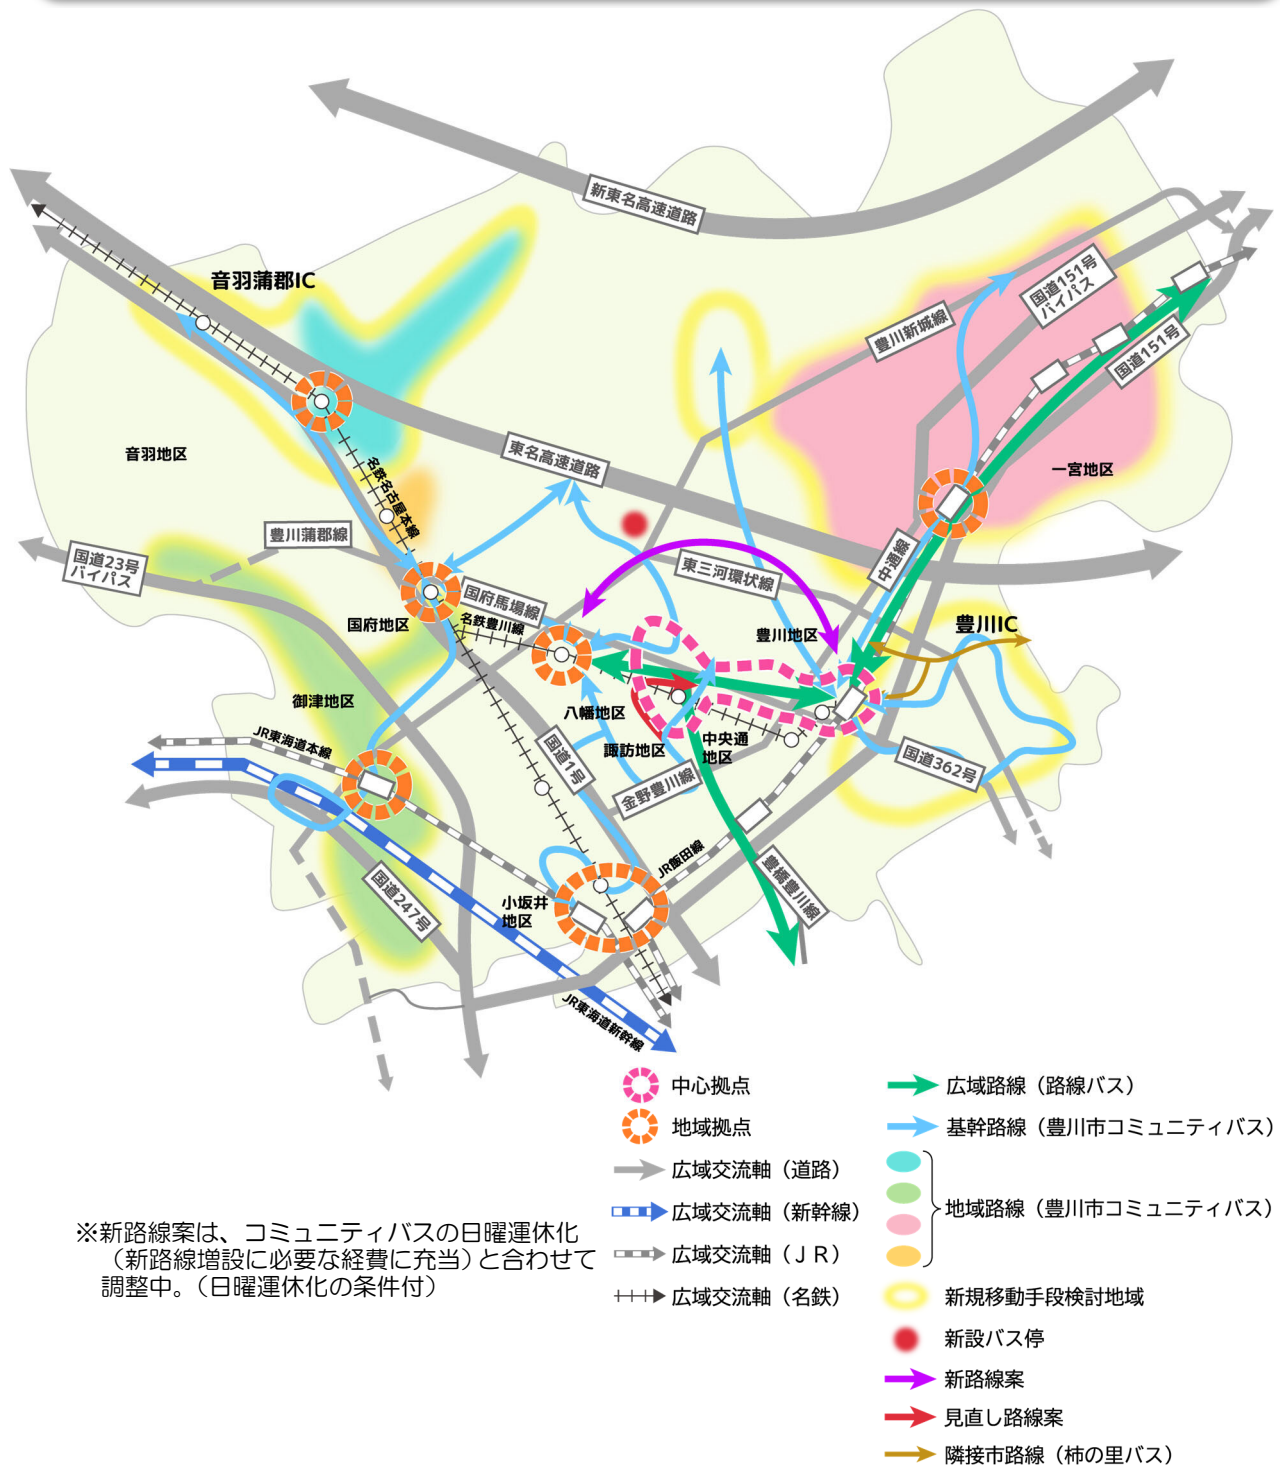 新東名高速道路
音羽蒲郡IC
国道151号
バイパス
豊川新城線
国道151号
音羽地区
東名高速道路
一宮地区
名鉄名古屋本線
豊川蒲郡線
国道23号
バイパス
中通線
東三河環状線
国府馬場線
国府地区
名鉄豊川線
豊川地区
豊川IC
御津地区
八幡地区
JR東海道本線
諏訪地区
中央通
地区
国道1号
国道362号
金野豊川線
JR飯田線
豊橋豊川線
国道247号
小坂井
地区
JR東海道新幹線
中心拠点
地域拠点
広域交流軸（道路）
広域交流軸（新幹線）
広域交流軸（ＪＲ）
広域交流軸（名鉄）
広域路線（路線バス）
基幹路線（豊川市コミュニティバス）
地域路線（豊川市コミュニティバス）
新規移動手段検討地域
新設バス停
新路線案
見直し路線案
隣接市路線（柿の里バス）
※新路線案は、コミュニティバスの日曜運休化
（新路線増設に必要な経費に充当）と合わせて
調整中。（日曜運休化の条件付）